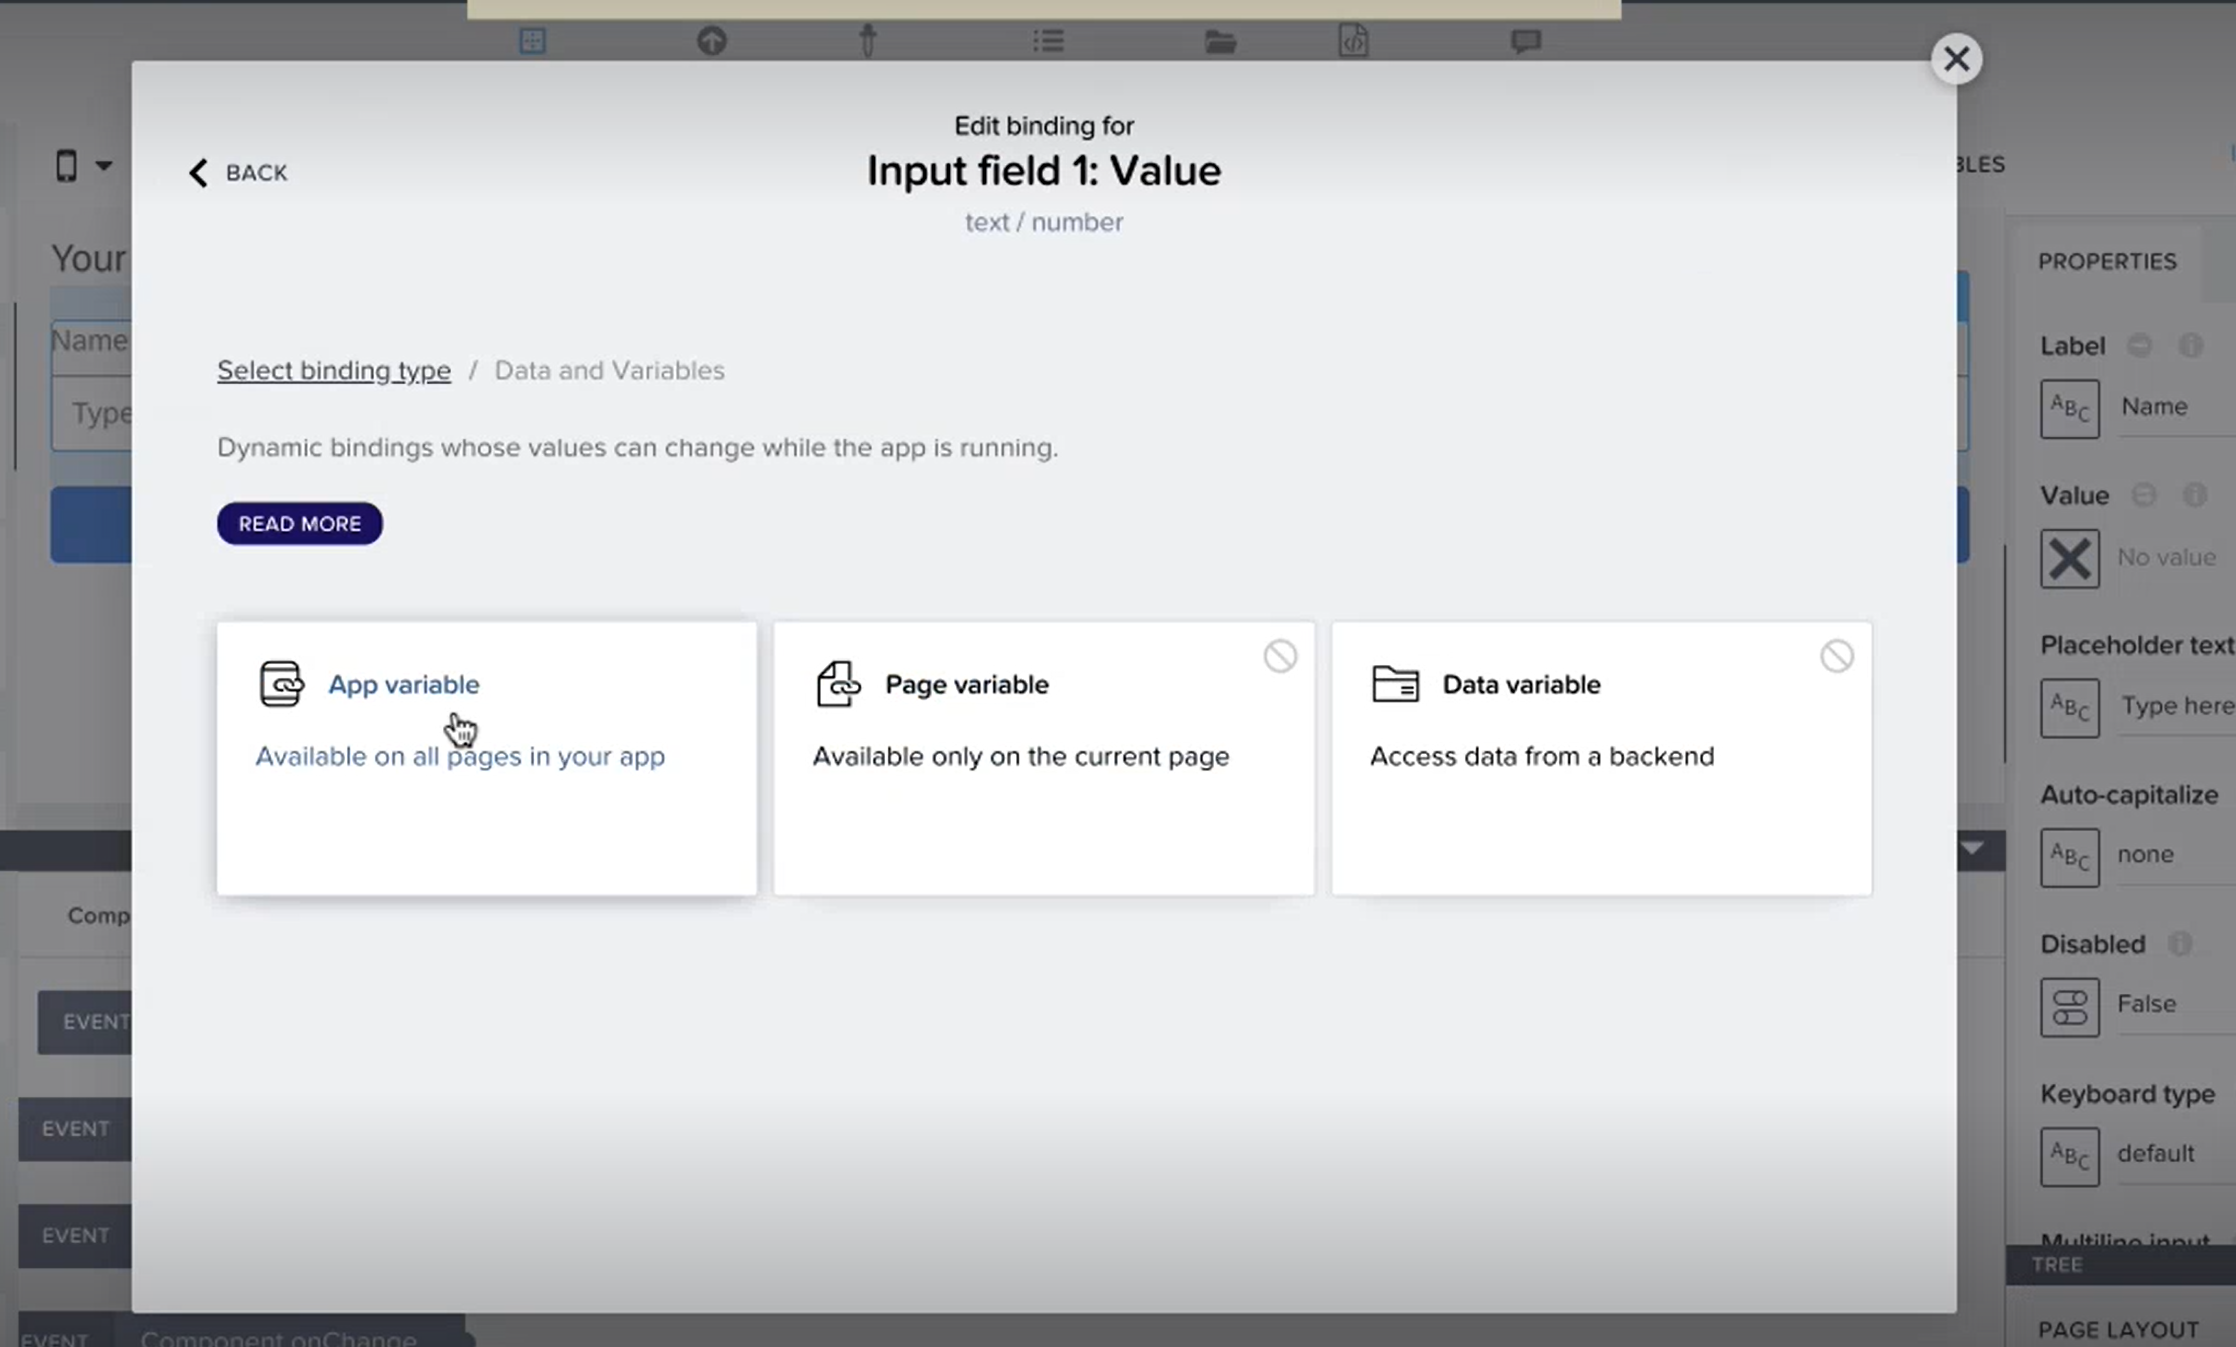 Edit binding for
BACK
Input field 1: Value
text / number
BLES
Your
PROPERTIES
Name
Label
Select binding type / Data and Variables
Type
Name
Dynamic bindings whose values can change while the app is running.
Value
READ MORE
No value
Placeholder text
App variable
Page variable
Data variable
Type here
Available on all pages in your app
Available only on the current page
Access data from a backend
Auto-capitalize
none
Comp
Disabled
False
EVENT
Keyboard type
EVENT
default
EVENT
Multiline input
TREE
EVENT Component onChange
PAGE LAYOUT